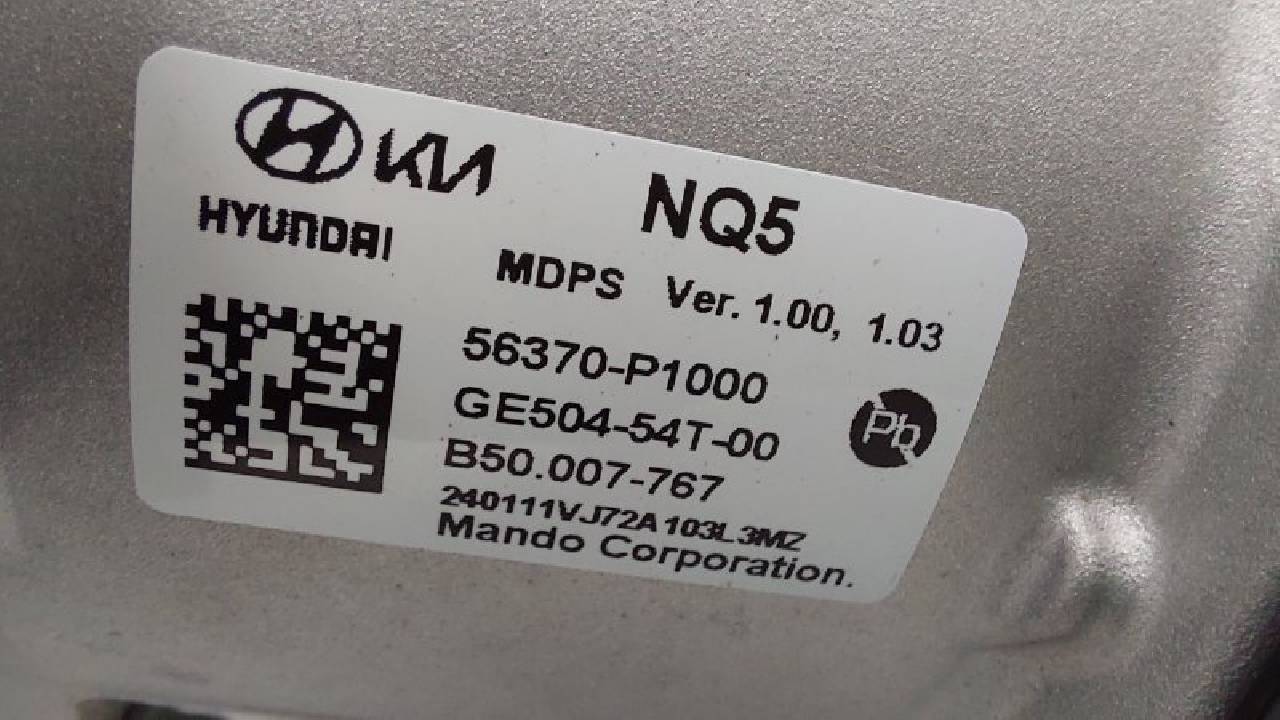 KIA
NQ5
HYUNDAI
MDPS Ver. 1.00, 1.03
56370-P1000
GE504-54T-00
Pb
B50.007-767
240111VJ72A103L3MZ
Mando Corporation.